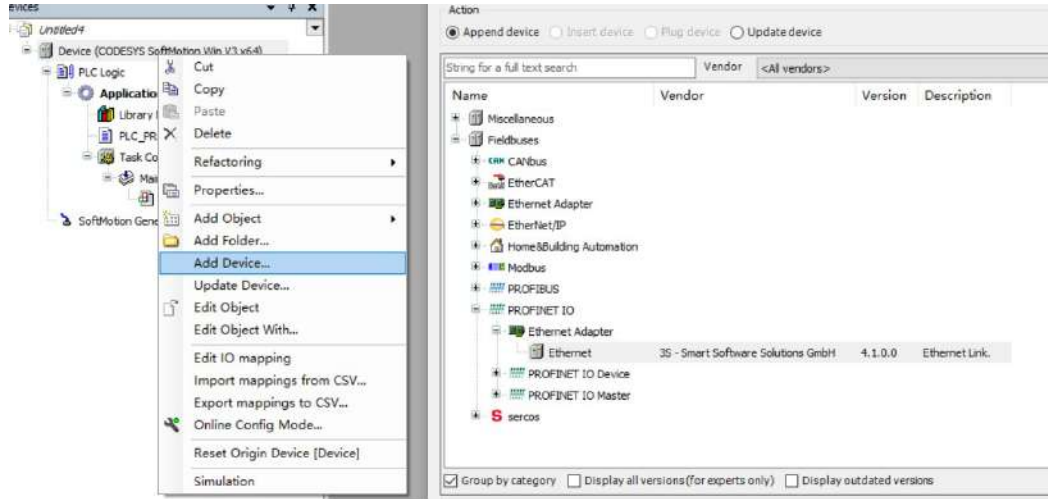 evices
Untitled4
Device (CODESYS SoftMotion Win V3 x64)
PLC Logic
Applicatio
Library
PLC_PR
Task Co
Mai
SoftMotion Gene
Cut
Copy
Paste
Delete
Refactoring
Properties...
Add Object
Add Folder...
Add Device...
Update Device...
Edit Object
Edit Object With...
Edit IO mapping
Import mappings from CSV...
Export mappings to CSV...
Online Config Mode...
Reset Origin Device [Device]
Simulation
Action
Append device Insert device Plug device Update device
String for a full text search Vendor <All vendors>
Name Vendor Version Description
Miscellaneous
Fieldbuses
CAN CANbus
EtherCAT
Ethernet Adapter
EtherNet/IP
Home&Building Automation
Modbus
PROFIBUS
PROFINET IO
Ethernet Adapter
Ethernet 3S - Smart Software Solutions GmbH 4.1.0.0 Ethernet Link.
PROFINET IO Device
PROFINET IO Master
sercos
Group by category Display all versions (for experts only) Display outdated versions